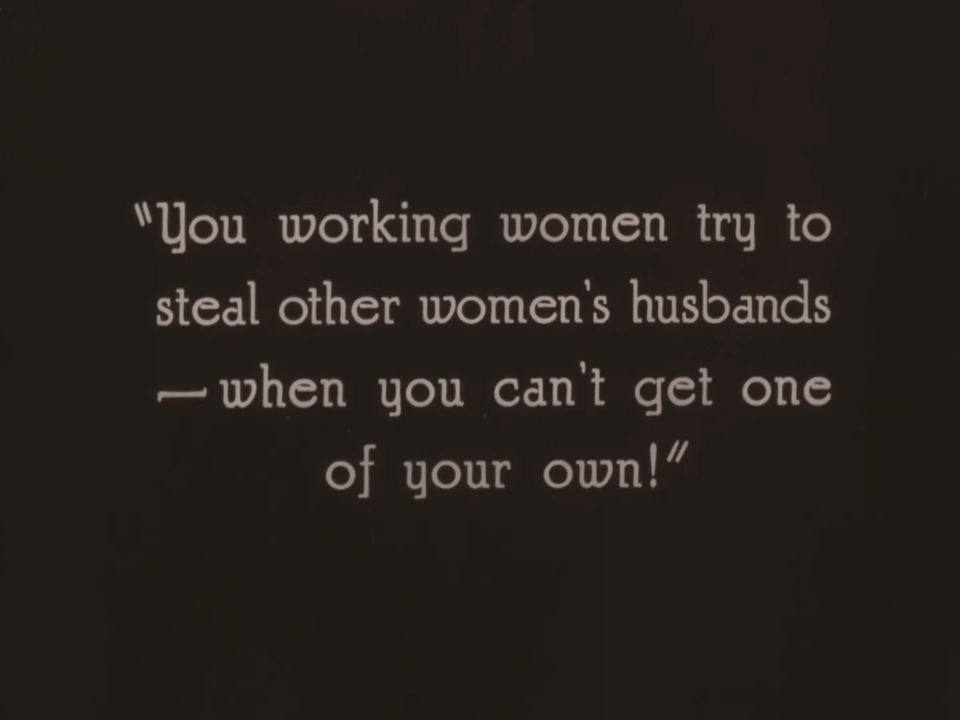 "You working women try to
steal other women's husbands
—when you can't get one
of your own!"